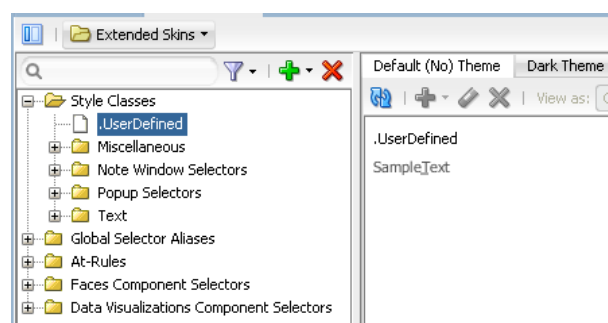 Extended Skins
Style Classes
.UserDefined
Miscellaneous
Note Window Selectors
Popup Selectors
Text
Global Selector Aliases
At-Rules
Faces Component Selectors
Data Visualizations Component Selectors
Default (No) Theme
Dark Theme
View as:
.UserDefined
SampleText